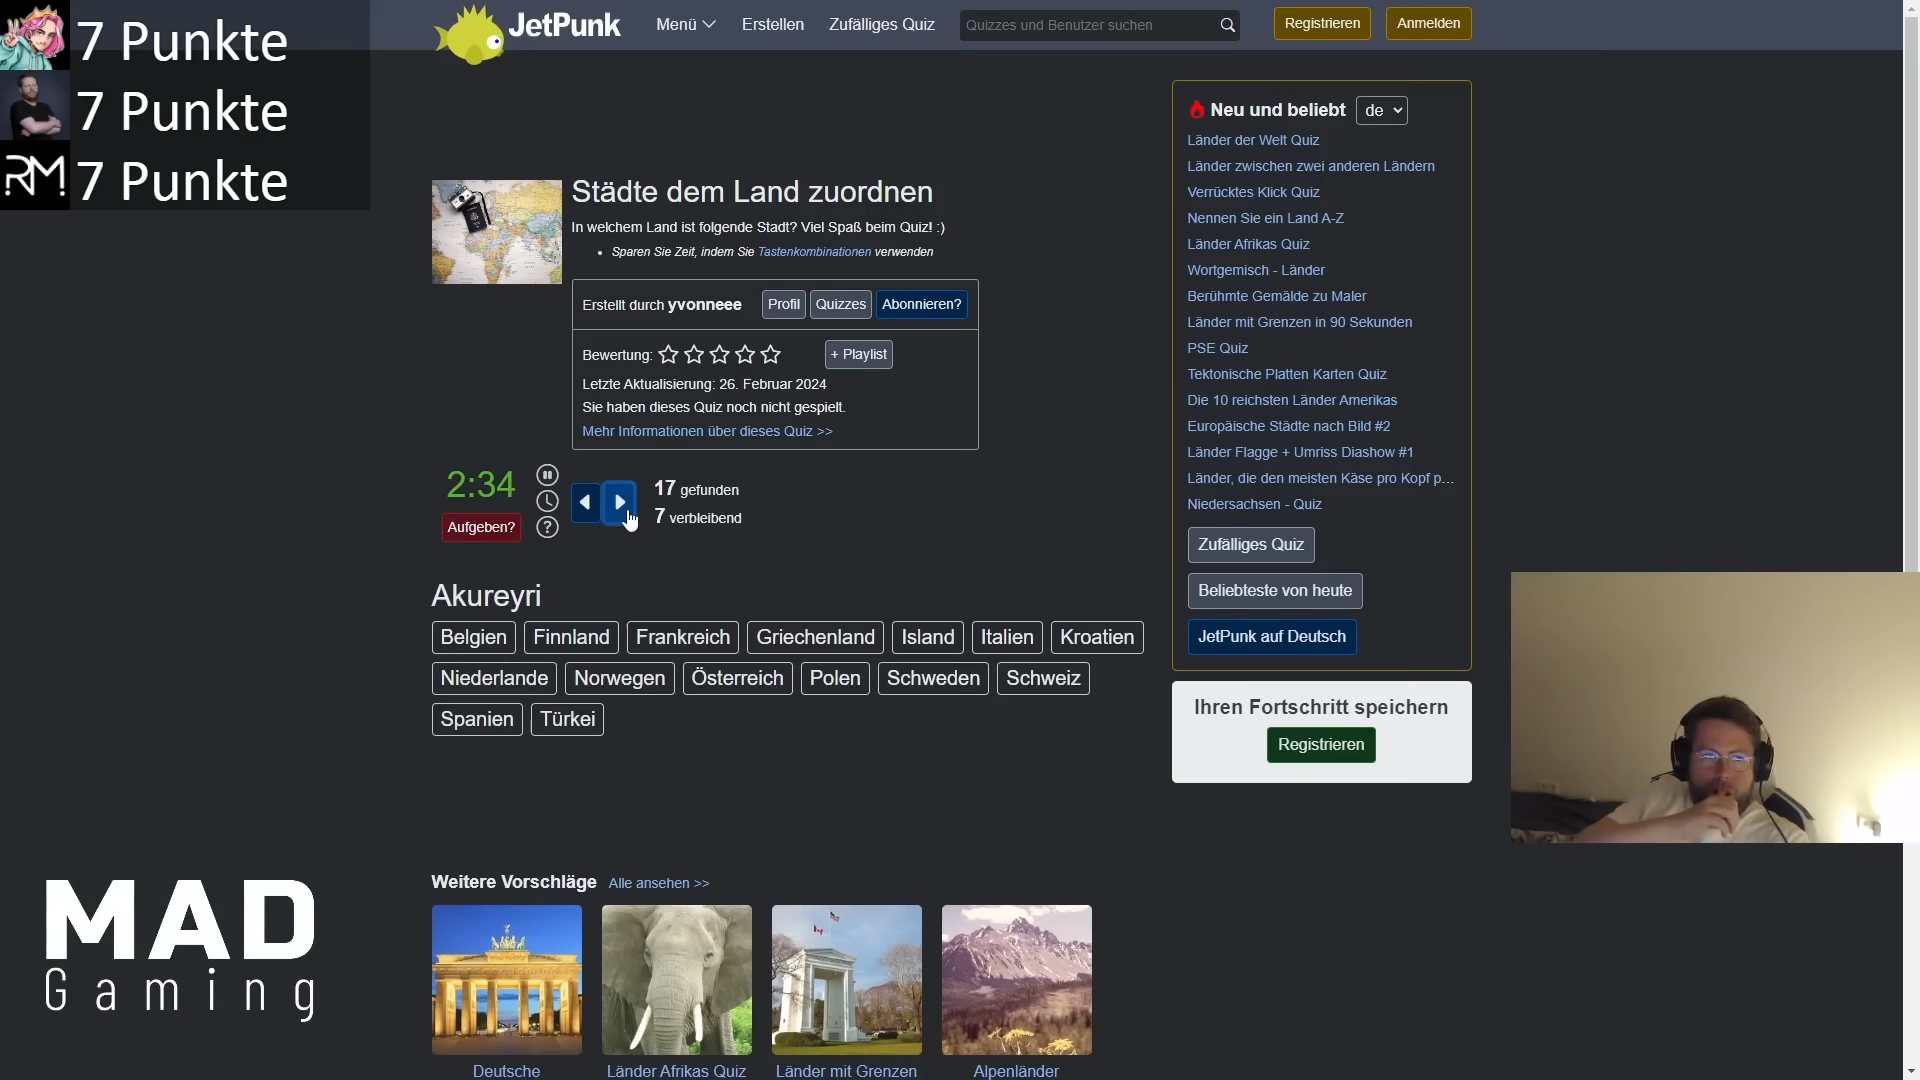 7 Punkte
7 Punkte
RM 7 Punkte
JetPunk
Menü
Erstellen
Zufälliges Quiz
Quizzes und Benutzer suchen
Registrieren
Anmelden
Städte dem Land zuordnen
In welchem Land ist folgende Stadt? Viel Spaß beim Quiz! :)
• Sparen Sie Zeit, indem Sie Tastenkombinationen verwenden
Erstellt durch yvonneee
Profil
Quizzes
Abonnieren?
Bewertung:
+ Playlist
Letzte Aktualisierung: 26. Februar 2024
Sie haben dieses Quiz noch nicht gespielt.
Mehr Informationen über dieses Quiz >>
2:34
Aufgeben?
?
17 gefunden
7 verbleibend
Akureyri
Belgien Finnland Frankreich Griechenland Island Italien Kroatien
Niederlande Norwegen Österreich Polen Schweden Schweiz
Spanien Türkei
Neu und beliebt de
Länder der Welt Quiz
Länder zwischen zwei anderen Ländern
Verrücktes Klick Quiz
Nennen Sie ein Land A-Z
Länder Afrikas Quiz
Wortgemisch - Länder
Berühmte Gemälde zu Maler
Länder mit Grenzen in 90 Sekunden
PSE Quiz
Tektonische Platten Karten Quiz
Die 10 reichsten Länder Amerikas
Europäische Städte nach Bild #2
Länder Flagge + Umriss Diashow #1
Länder, die den meisten Käse pro Kopf p...
Niedersachsen - Quiz
Zufälliges Quiz
Beliebteste von heute
JetPunk auf Deutsch
Ihren Fortschritt speichern
Registrieren
Weitere Vorschläge Alle ansehen >>
Deutsche
Länder Afrikas Quiz
Länder mit Grenzen
Alpenländer
MAD
Gaming